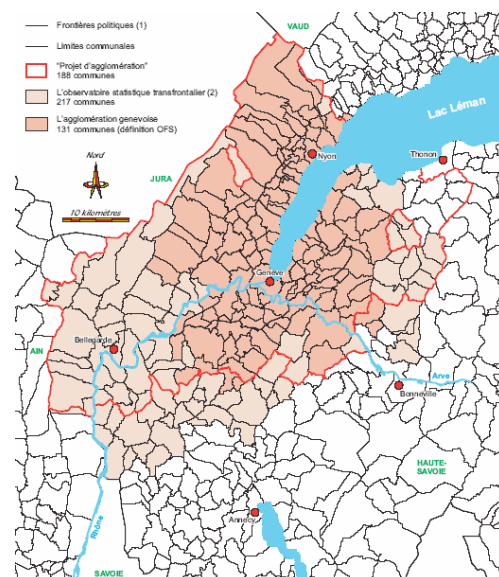 Frontières politiques (1)
Limites communales
"Projet d'agglomération"
188 communes
L'observatoire statistique transfrontalier (2)
217 communes
L'agglomération genevoise
131 communes (définition OFS)
VAUD
Lac Léman
Nyon
Thonon
Nord
JURA
10 kilomètres
Genève
Bellegarde
AIN
Arve
Bonneville
HAUTE-
SAVOIE
Annecy
Rhône
SAVOIE